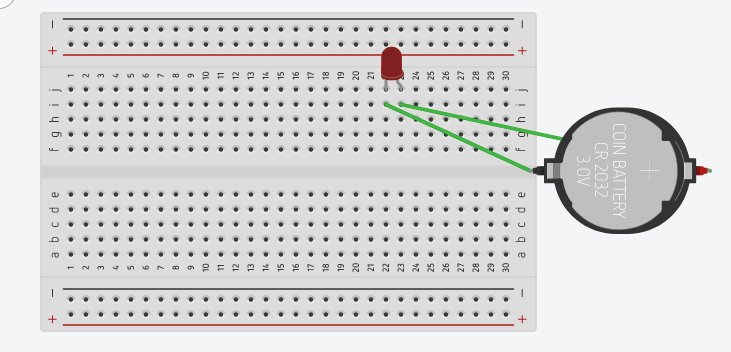 − −
+ +
1 2 3 4 5 6 7 8 9 10 11 12 13 14 15 16 17 18 19 20 21 22 23 24 25 26 27 28 29 30
j j
i i
h h
g g
f f
COIN BATTERY
CR 2032
3.0V
e e
d d
c c
b b
a a
1 2 3 4 5 6 7 8 9 10 11 12 13 14 15 16 17 18 19 20 21 22 23 24 25 26 27 28 29 30
− −
+ +